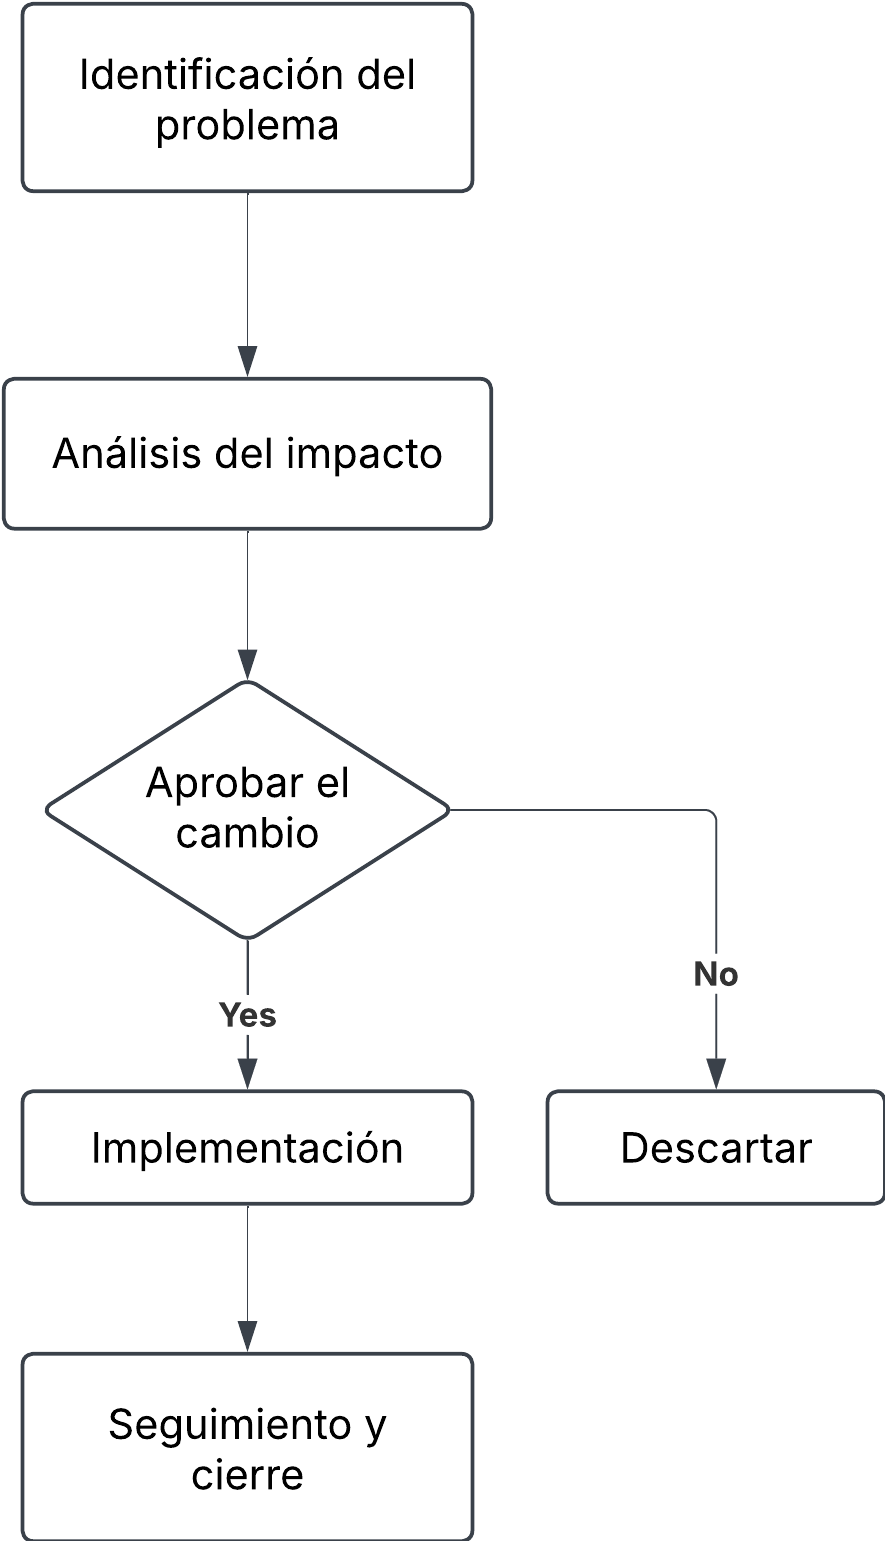 Identificación del
problema
Análisis del impacto
Aprobar el
cambio
No
Yes
Implementación
Descartar
Seguimiento y
cierre